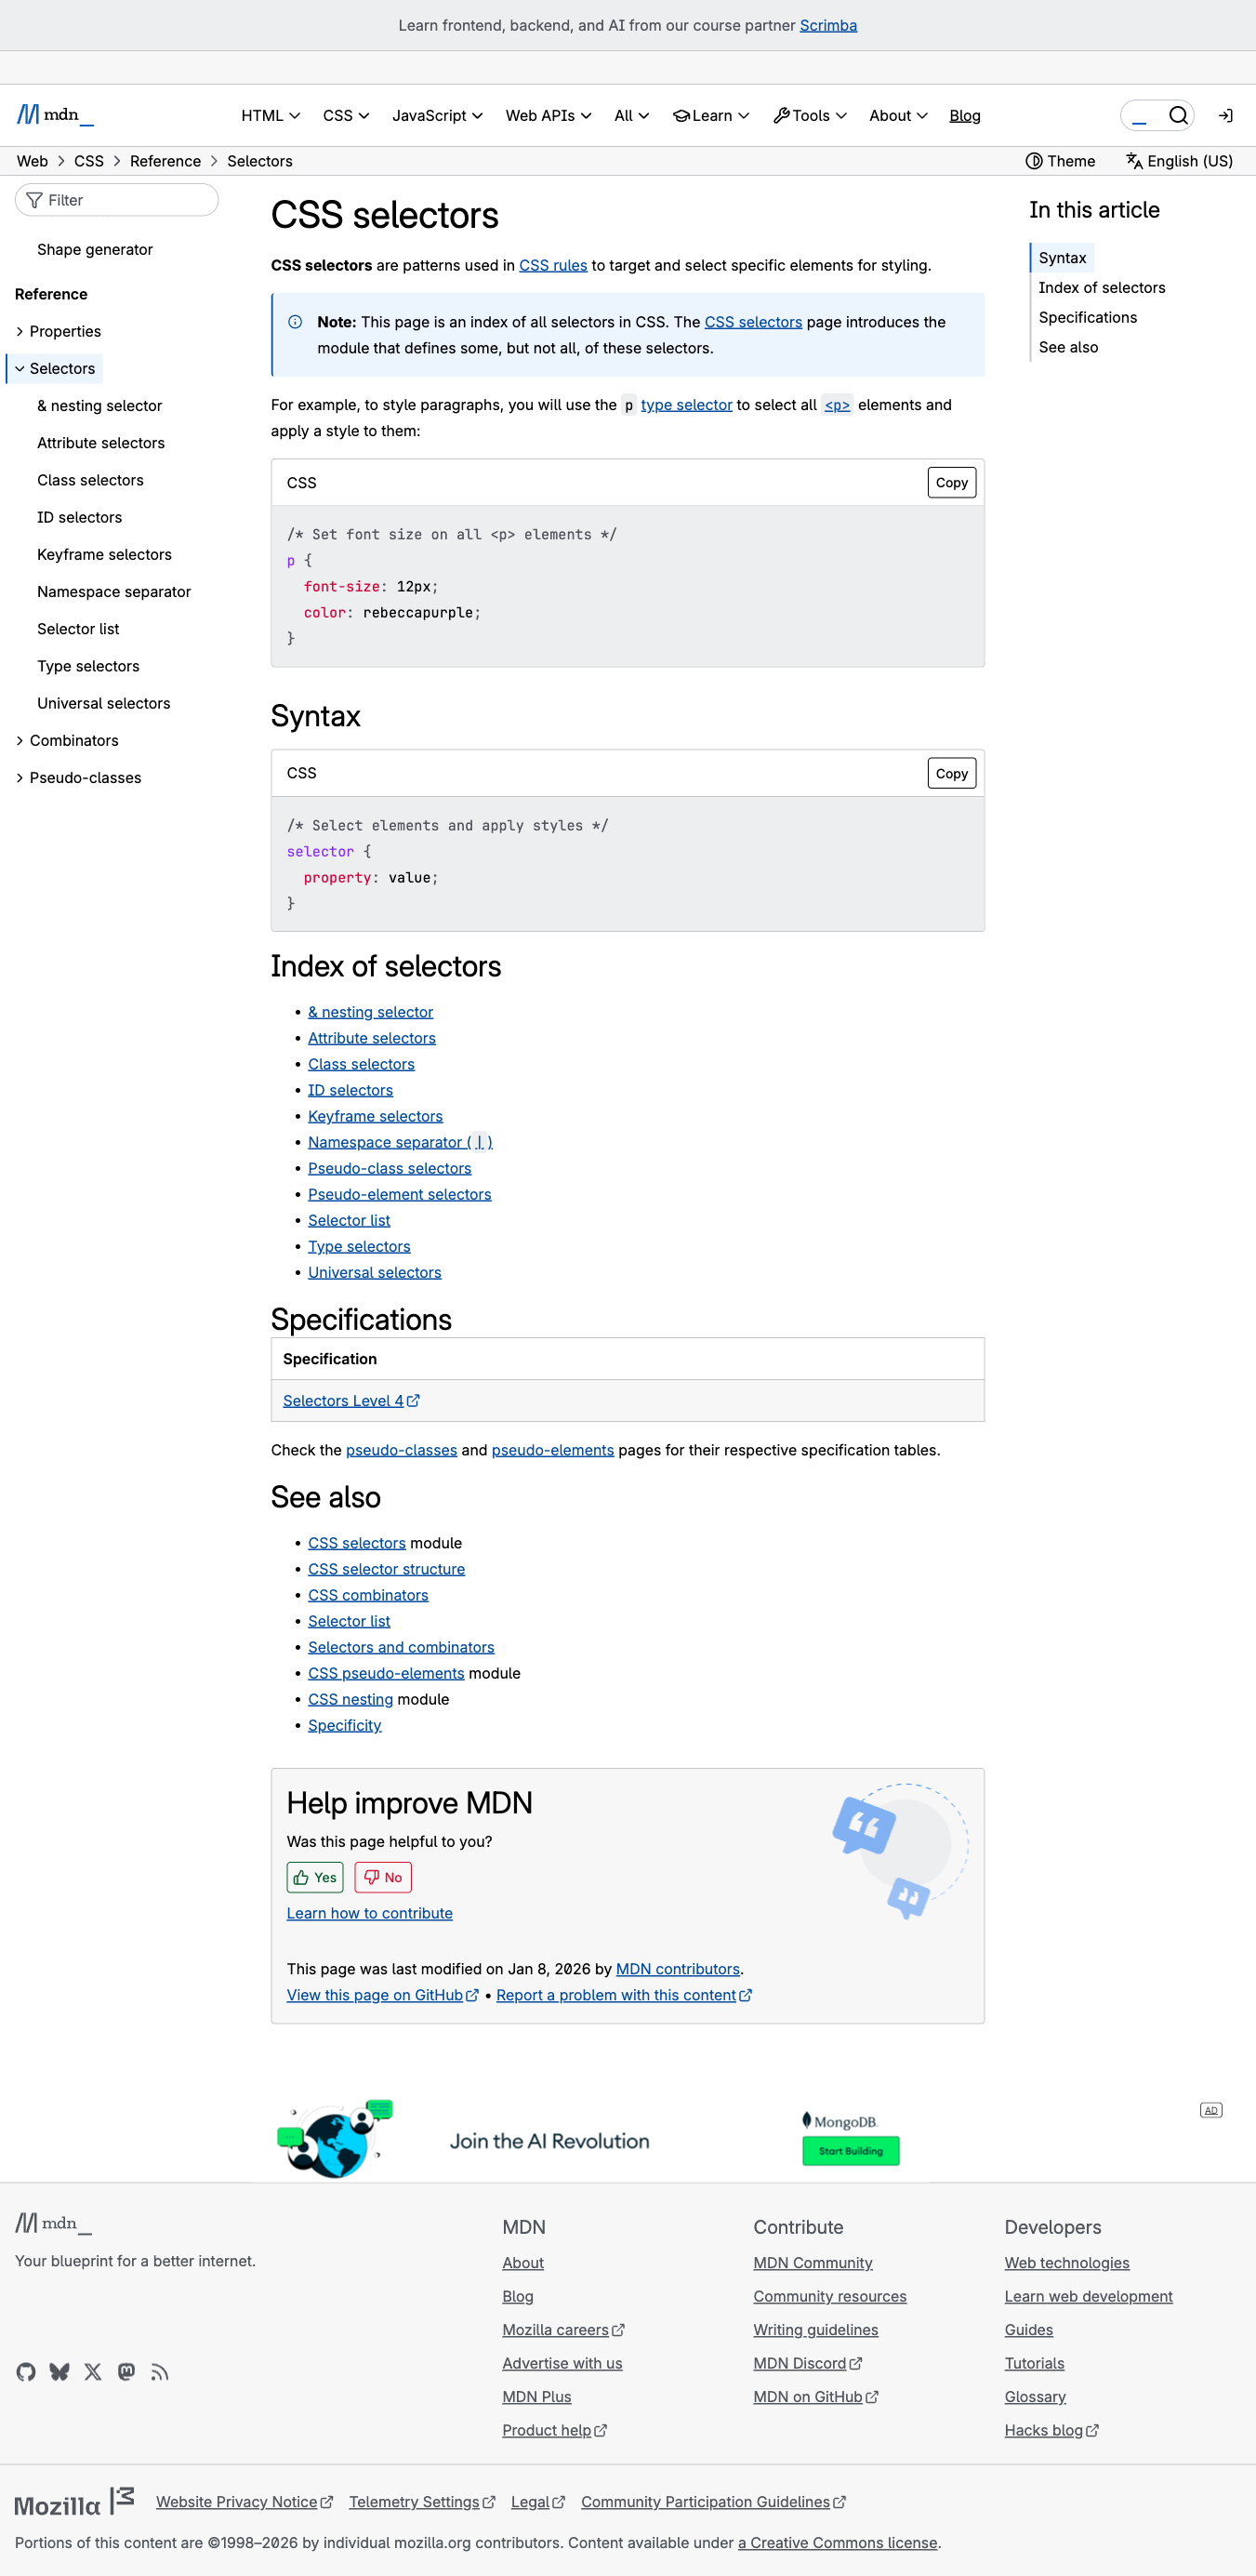 Learn frontend, backend, and AI from our course partner Scrimba
mdn_
HTML CSS JavaScript Web APIs All Learn Tools About Blog
Web > CSS > Reference > Selectors
Theme English (US)
Filter
Shape generator
Reference
Properties
Selectors
& nesting selector
Attribute selectors
Class selectors
ID selectors
Keyframe selectors
Namespace separator
Selector list
Type selectors
Universal selectors
Combinators
Pseudo-classes
CSS selectors
CSS selectors are patterns used in CSS rules to target and select specific elements for styling.
Note: This page is an index of all selectors in CSS. The CSS selectors page introduces the
module that defines some, but not all, of these selectors.
For example, to style paragraphs, you will use the p type selector to select all <p> elements and
apply a style to them:
CSS Copy
/* Set font size on all <p> elements */
p {
  font-size: 12px;
  color: rebeccapurple;
}
Syntax
CSS Copy
/* Select elements and apply styles */
selector {
  property: value;
}
Index of selectors
• & nesting selector
• Attribute selectors
• Class selectors
• ID selectors
• Keyframe selectors
• Namespace separator (|)
• Pseudo-class selectors
• Pseudo-element selectors
• Selector list
• Type selectors
• Universal selectors
Specifications
Specification
Selectors Level 4
Check the pseudo-classes and pseudo-elements pages for their respective specification tables.
See also
• CSS selectors module
• CSS selector structure
• CSS combinators
• Selector list
• Selectors and combinators
• CSS pseudo-elements module
• CSS nesting module
• Specificity
Help improve MDN
Was this page helpful to you?
Yes No
Learn how to contribute
This page was last modified on Jan 8, 2026 by MDN contributors.
View this page on GitHub • Report a problem with this content
In this article
Syntax
Index of selectors
Specifications
See also
Join the AI Revolution
MongoDB.
Start Building
AD
mdn_
Your blueprint for a better internet.
MDN
About
Blog
Mozilla careers
Advertise with us
MDN Plus
Product help
Contribute
MDN Community
Community resources
Writing guidelines
MDN Discord
MDN on GitHub
Developers
Web technologies
Learn web development
Guides
Tutorials
Glossary
Hacks blog
Mozilla
Website Privacy Notice Telemetry Settings Legal Community Participation Guidelines
Portions of this content are ©1998–2026 by individual mozilla.org contributors. Content available under a Creative Commons license.